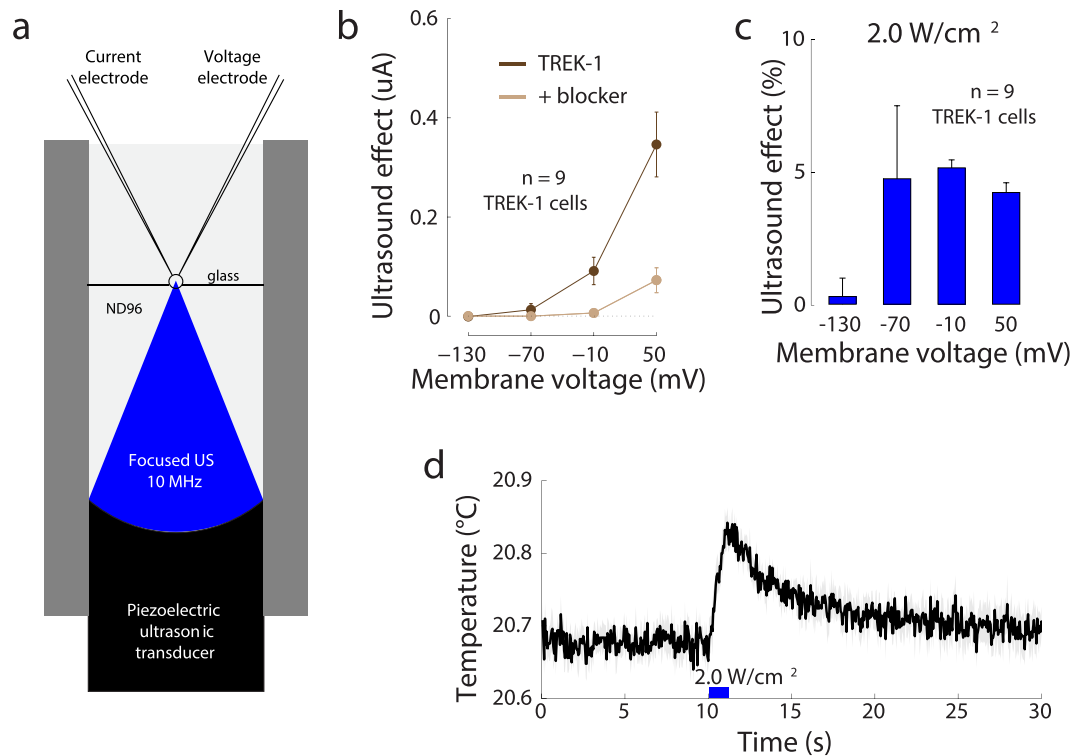 a
Current
electrode
Voltage
electrode
glass
ND96
Focused US
10 MHz
Piezoelectric
ultrason ic
transducer
b
Ultrasound effect (uA)
0.6
0.4
0.2
0
TREK-1
+ blocker
n = 9
TREK-1 cells
−130
−70
−10
50
Membrane voltage (mV)
c
2.0 W/cm 2
Ultrasound effect (%)
10
5
0
n = 9
TREK-1 cells
-130
-70
-10
50
Membrane voltage (mV)
d
Temperature (°C)
20.9
20.8
20.7
20.6
2.0 W/cm 2
0
5
10
15
20
25
30
Time (s)